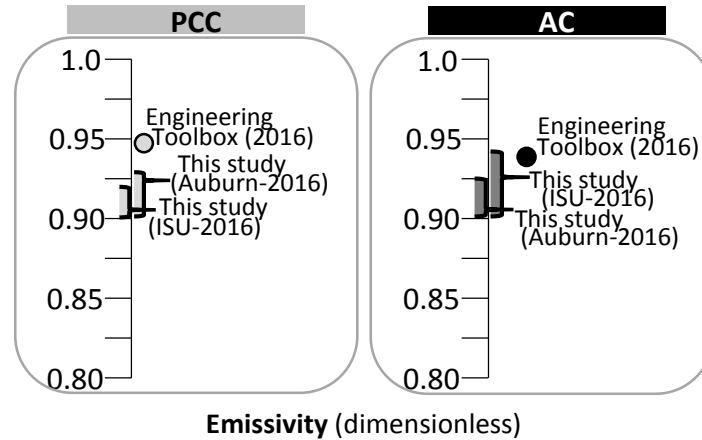 PCC
1.0
Engineering
Toolbox (2016)
0.95
This study
(Auburn-2016)
0.90
This study
(ISU-2016)
0.85
0.80
AC
1.0
Engineering
Toolbox (2016)
0.95
This study
(ISU-2016)
0.90
This study
(Auburn-2016)
0.85
0.80
Emissivity (dimensionless)